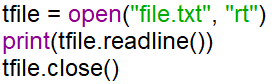 tfile = open("file.txt", "rt")
print(tfile.readline())
tfile.close()